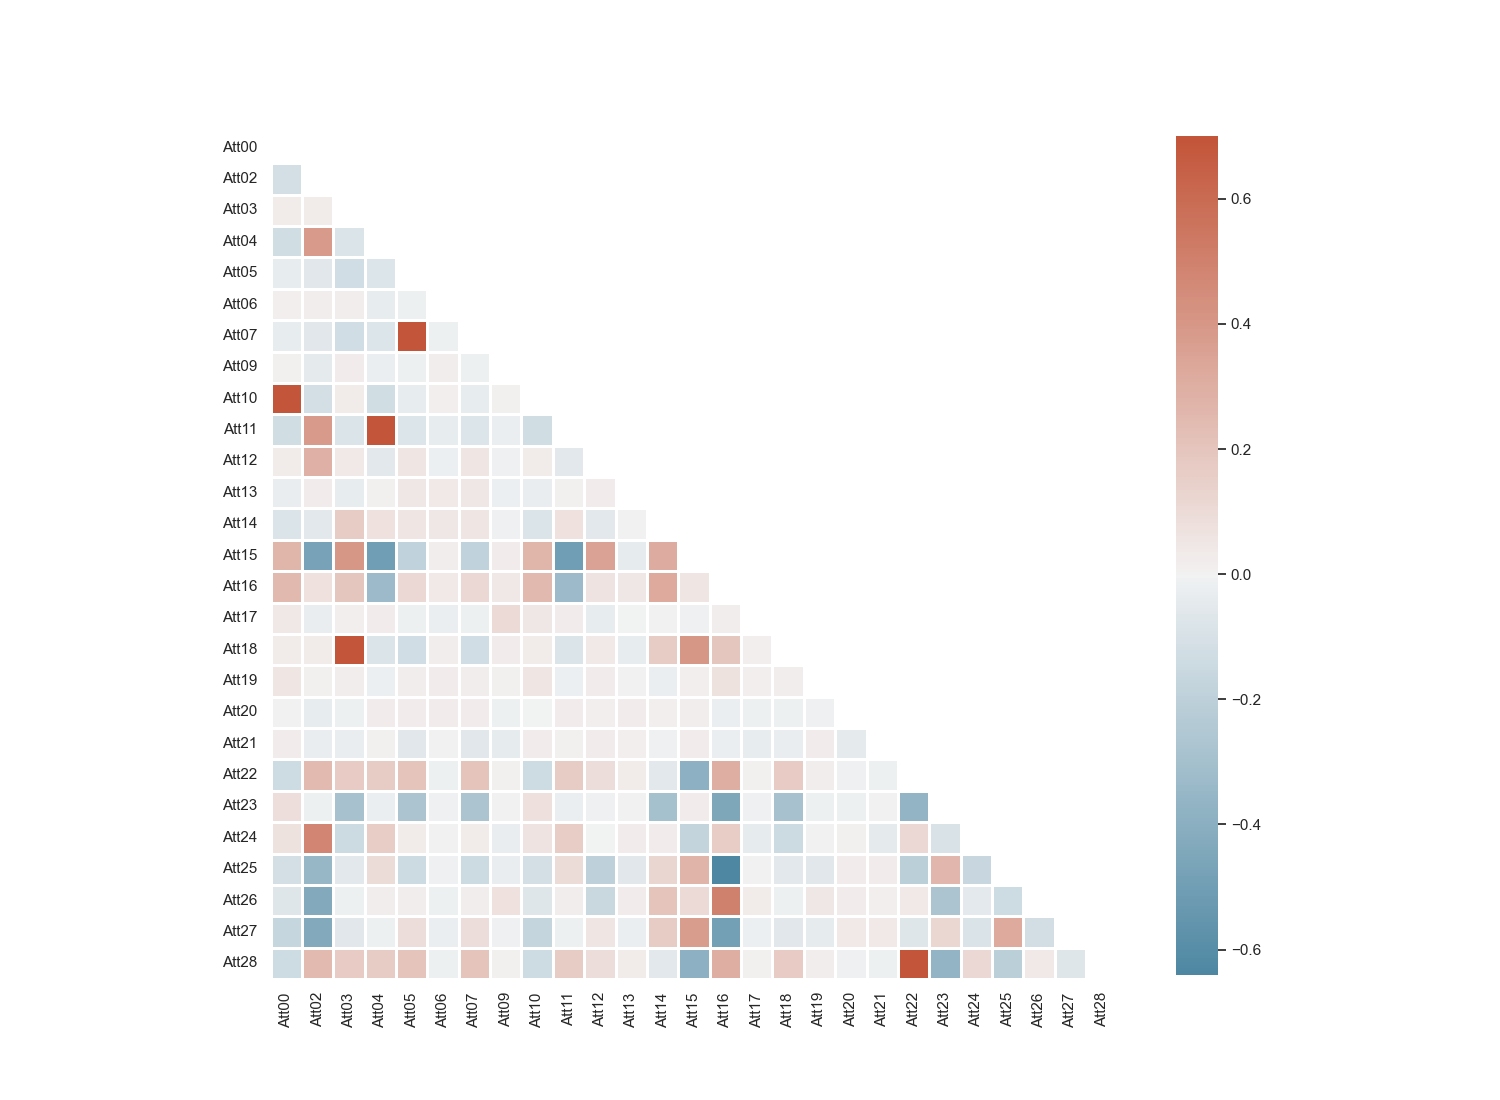 Att00
Att02
Att03
Att04
Att05
Att06
Att07
Att09
Att10
Att11
Att12
Att13
Att14
Att15
Att16
Att17
Att18
Att19
Att20
Att21
Att22
Att23
Att24
Att25
Att26
Att27
Att28
Att00 Att02 Att03 Att04 Att05 Att06 Att07 Att09 Att10 Att11 Att12 Att13 Att14 Att15 Att16 Att17 Att18 Att19 Att20 Att21 Att22 Att23 Att24 Att25 Att26 Att27 Att28
0.6
0.4
0.2
0.0
−0.2
−0.4
−0.6